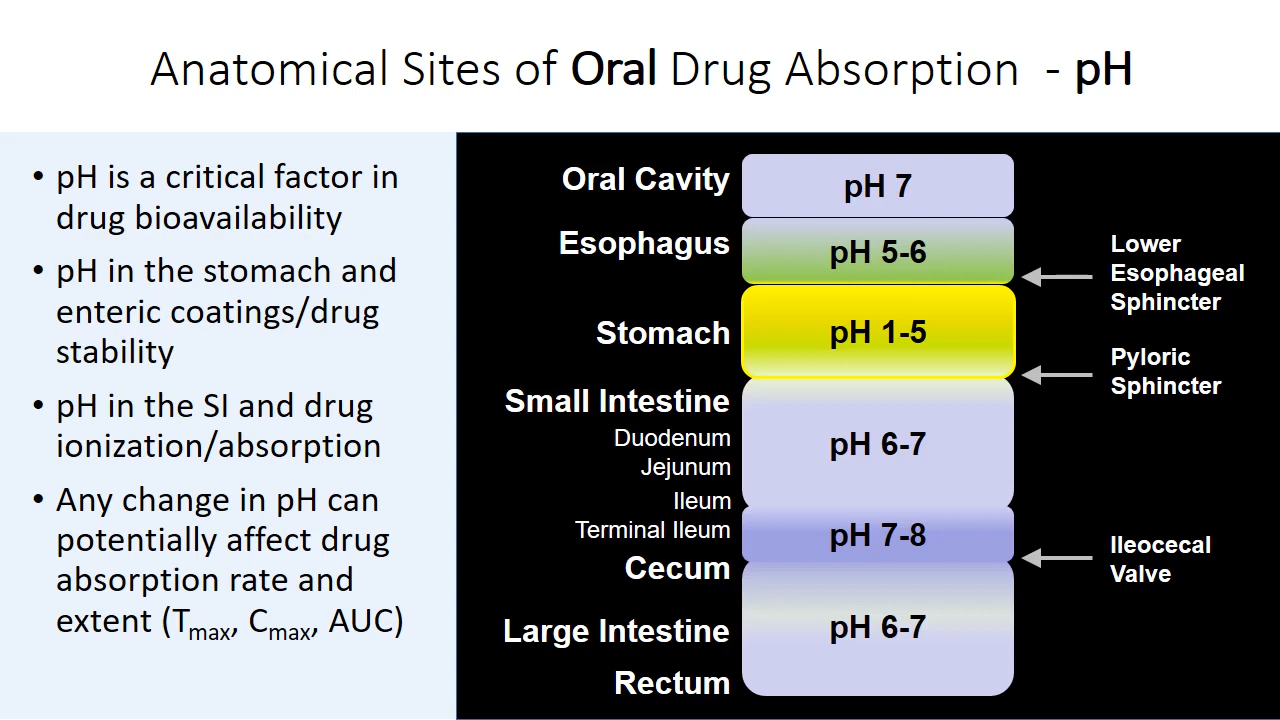 Anatomical Sites of Oral Drug Absorption - pH
• pH is a critical factor in
drug bioavailability
• pH in the stomach and
enteric coatings/drug
stability
• pH in the SI and drug
ionization/absorption
• Any change in pH can
potentially affect drug
absorption rate and
extent (Tmax, Cmax, AUC)
Oral Cavity
pH 7
Esophagus
pH 5-6
Lower
Esophageal
Sphincter
Stomach
pH 1-5
Pyloric
Sphincter
Small Intestine
Duodenum
Jejunum
pH 6-7
Ileum
Terminal Ileum
pH 7-8
Ileocecal
Valve
Cecum
Large Intestine
pH 6-7
Rectum